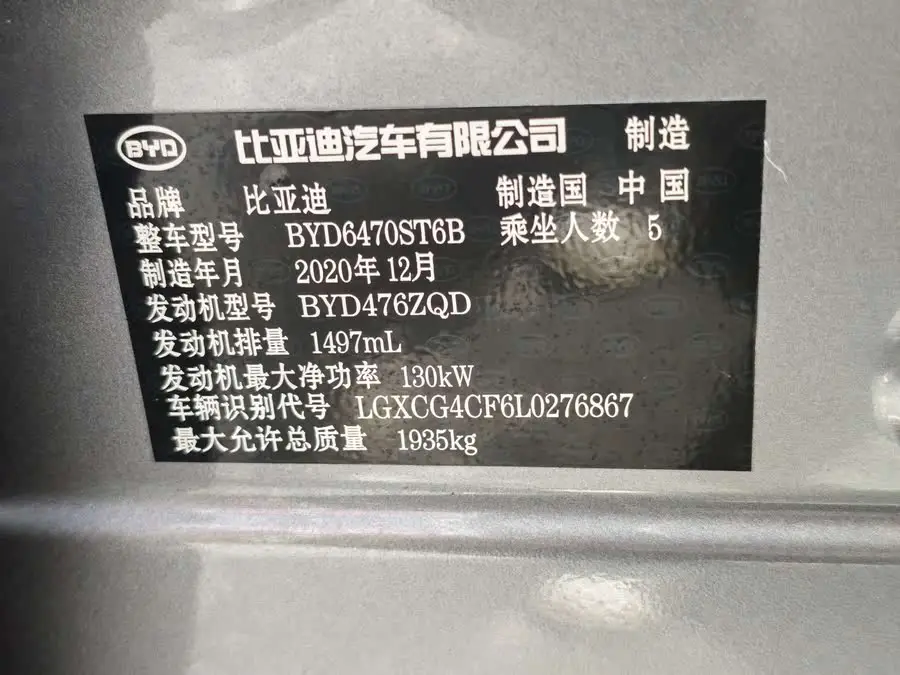 BYD 比亚迪汽车有限公司 制造
品牌 比亚迪 制造国 中国
整车型号 BYD6470ST6B 乘坐人数 5
制造年月 2020年12月
发动机型号 BYD476ZQD
发动机排量 1497mL
发动机最大净功率 130kW
车辆识别代号 LGXCG4CF6L0276867
最大允许总质量 1935kg